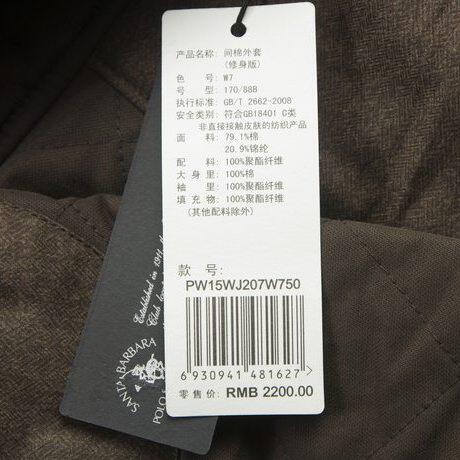 产品名称: 间棉外套
(修身版)
色 号: W7
号 型: 170/88B
执行标准: GB/T 2662-2008
安全类别: 符合GB18401 C类
非直接接触皮肤的纺织产品
面 料: 79.1%棉
20.9%锦纶
配 料: 100%聚酯纤维
大 身 里: 100%棉
袖 里: 100%聚酯纤维
填 充 物: 100%聚酯纤维
(其他配料除外)
款 号:
PW15WJ207W750
6 930941 481627 >
零 售 价: RMB 2200.00
Established in 1911
Club
SANTA BARBARA
POLO